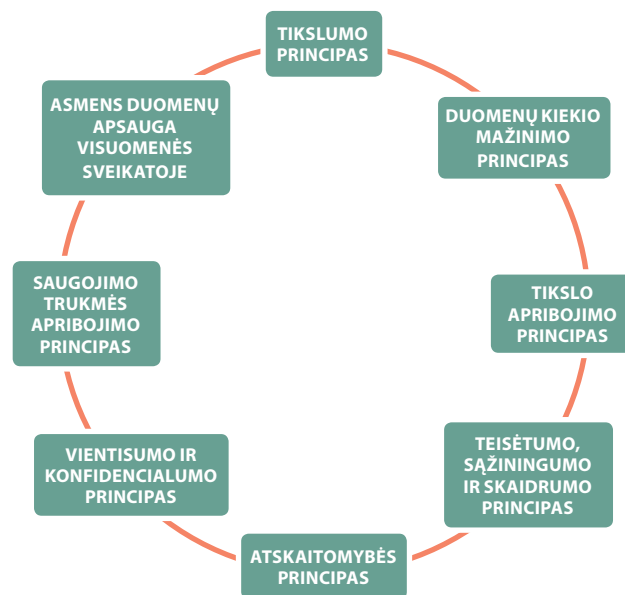 TIKSLUMO
PRINCIPAS
DUOMENŲ KIEKIO
MAŽINIMO
PRINCIPAS
TIKSLO
APRIBOJIMO
PRINCIPAS
TEISĖTUMO,
SĄŽININGUMO
IR SKAIDRUMO
PRINCIPAS
ATSKAITOMYBĖS
PRINCIPAS
VIENTISUMO IR
KONFIDENCIALUMO
PRINCIPAS
SAUGOJIMO
TRUKMĖS
APRIBOJIMO
PRINCIPAS
ASMENS DUOMENŲ
APSAUGA
VISUOMENĖS
SVEIKATOJE